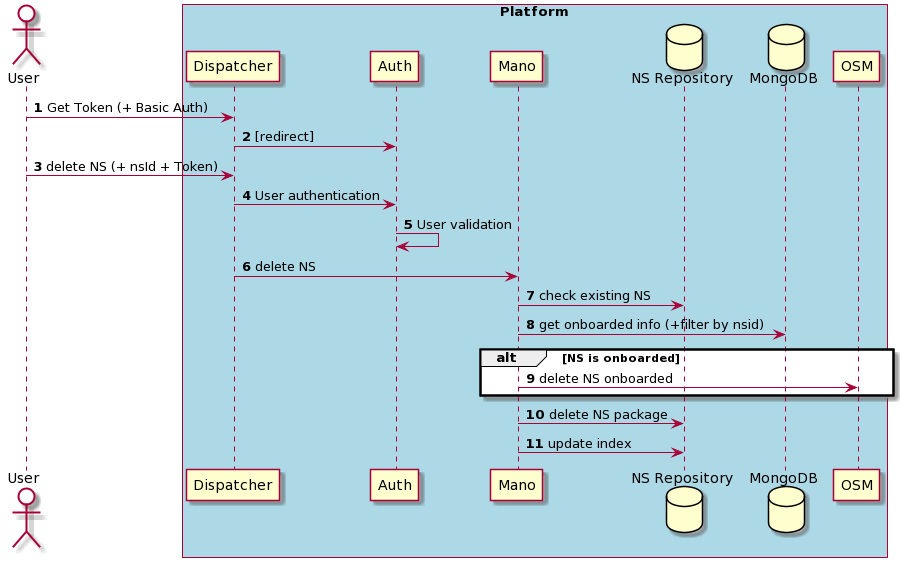 Platform
User
Dispatcher
Auth
Mano
NS Repository
MongoDB
OSM
1 Get Token (+ Basic Auth)
2 [redirect]
3 delete NS (+ nsId + Token)
4 User authentication
5 User validation
6 delete NS
7 check existing NS
8 get onboarded info (+filter by nsid)
alt [NS is onboarded]
9 delete NS onboarded
10 delete NS package
11 update index
User
Dispatcher
Auth
Mano
NS Repository
MongoDB
OSM